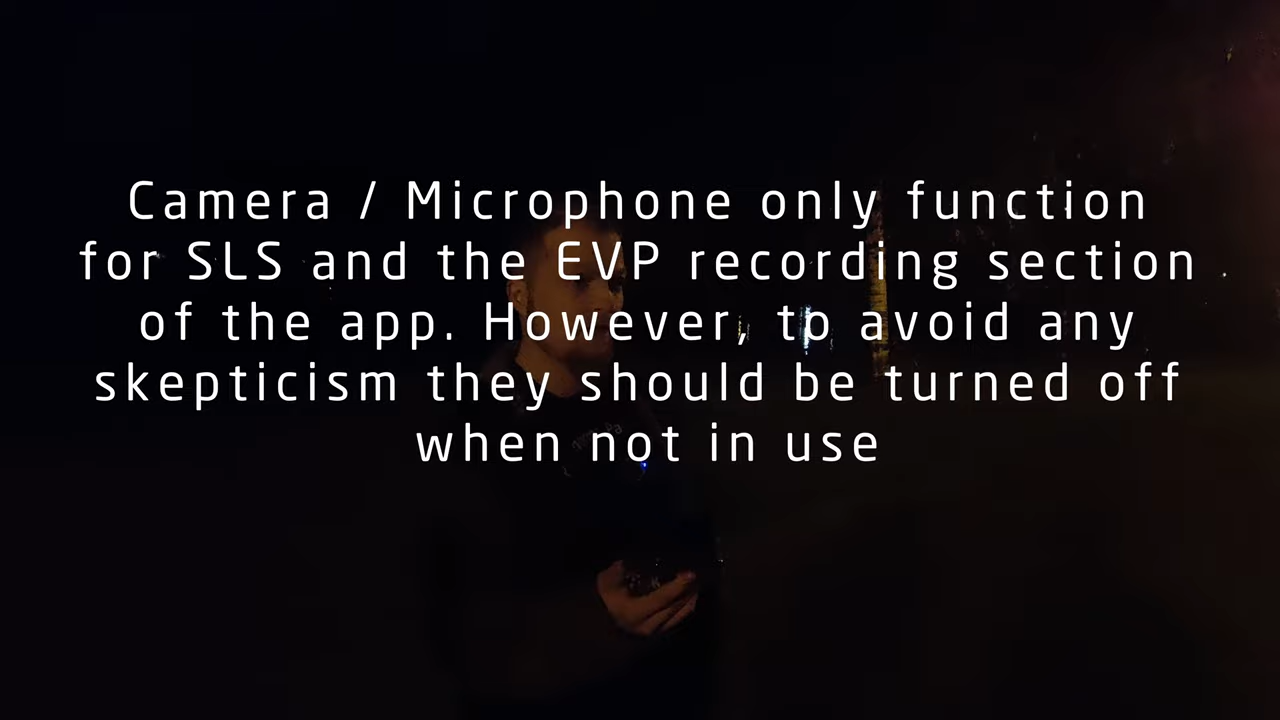 Camera / Microphone only function
for SLS and the EVP recording section
of the app. However, to avoid any
skepticism they should be turned off
when not in use